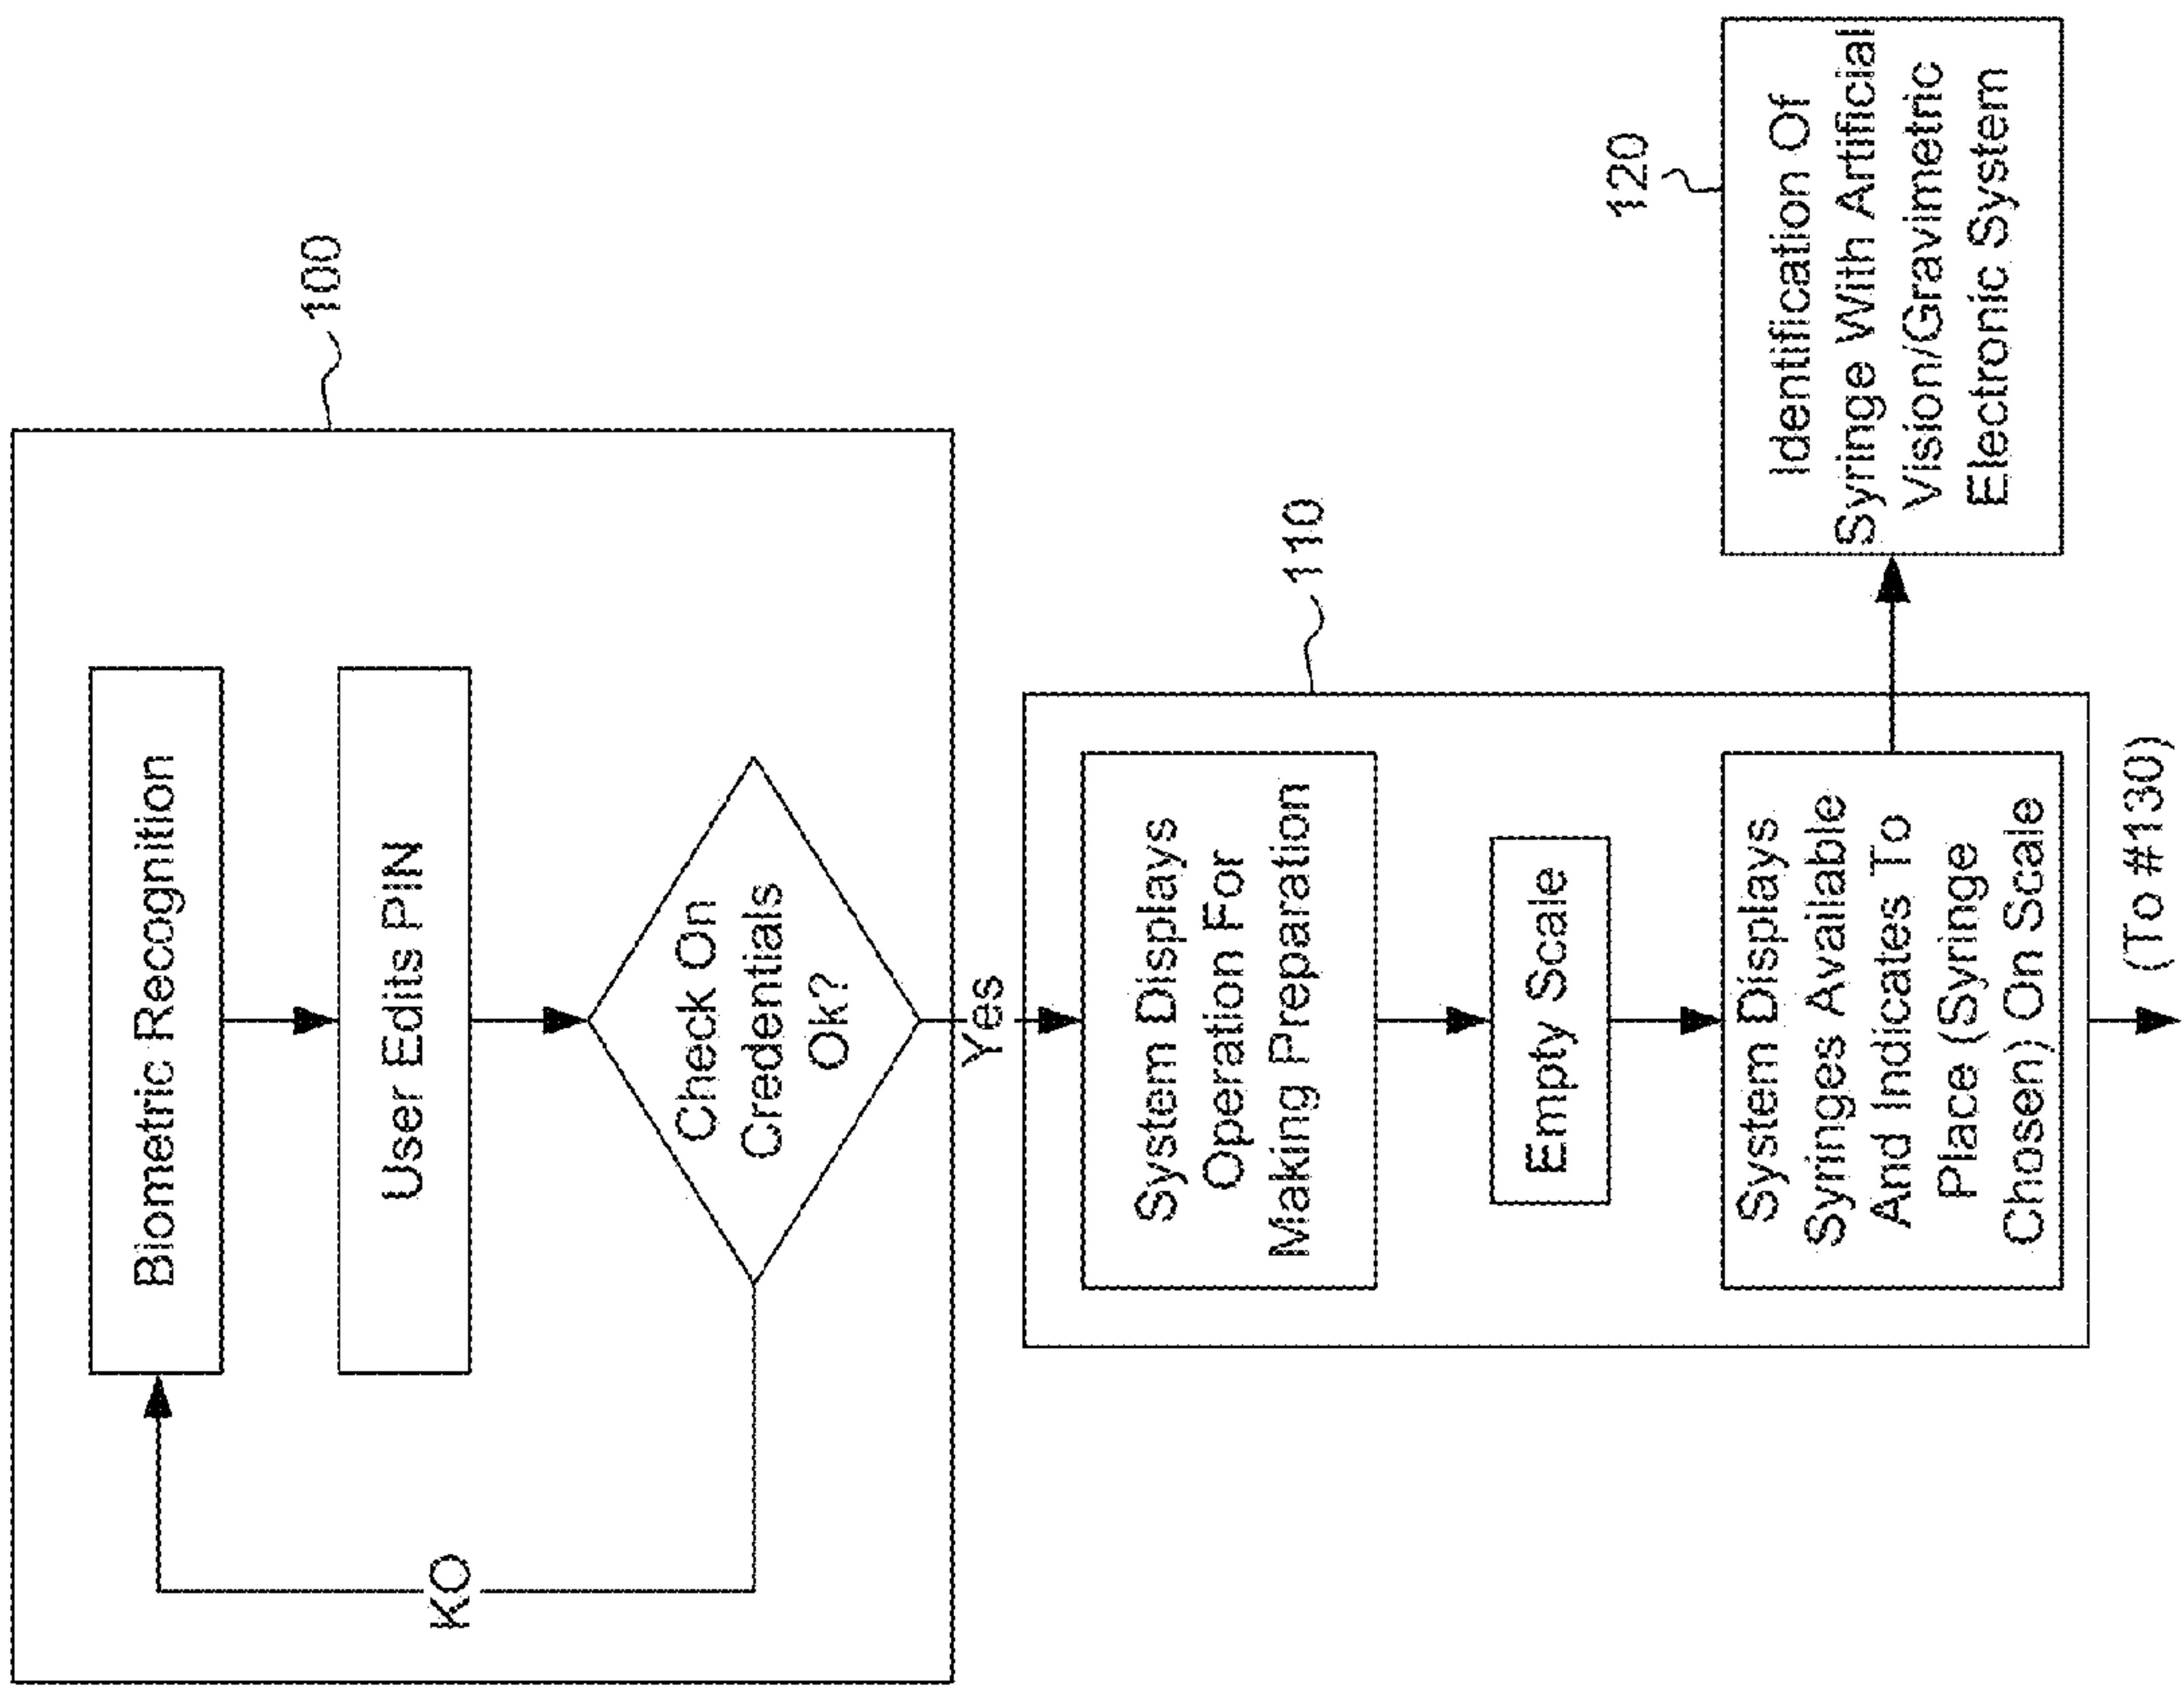 100
Biometric Recognition
User Edits PIN
Check On
Credentials
Ok?
KO
Yes
110
System Displays
Operation For
Making Preparation
Empty Scale
System Displays
Syringes Available
And Indicates To
Place (Syringe
Chosen) On Scale
120
Identification Of
Syringe With Artificial
Vision/Gravimetric
Electronic System
(To #130)